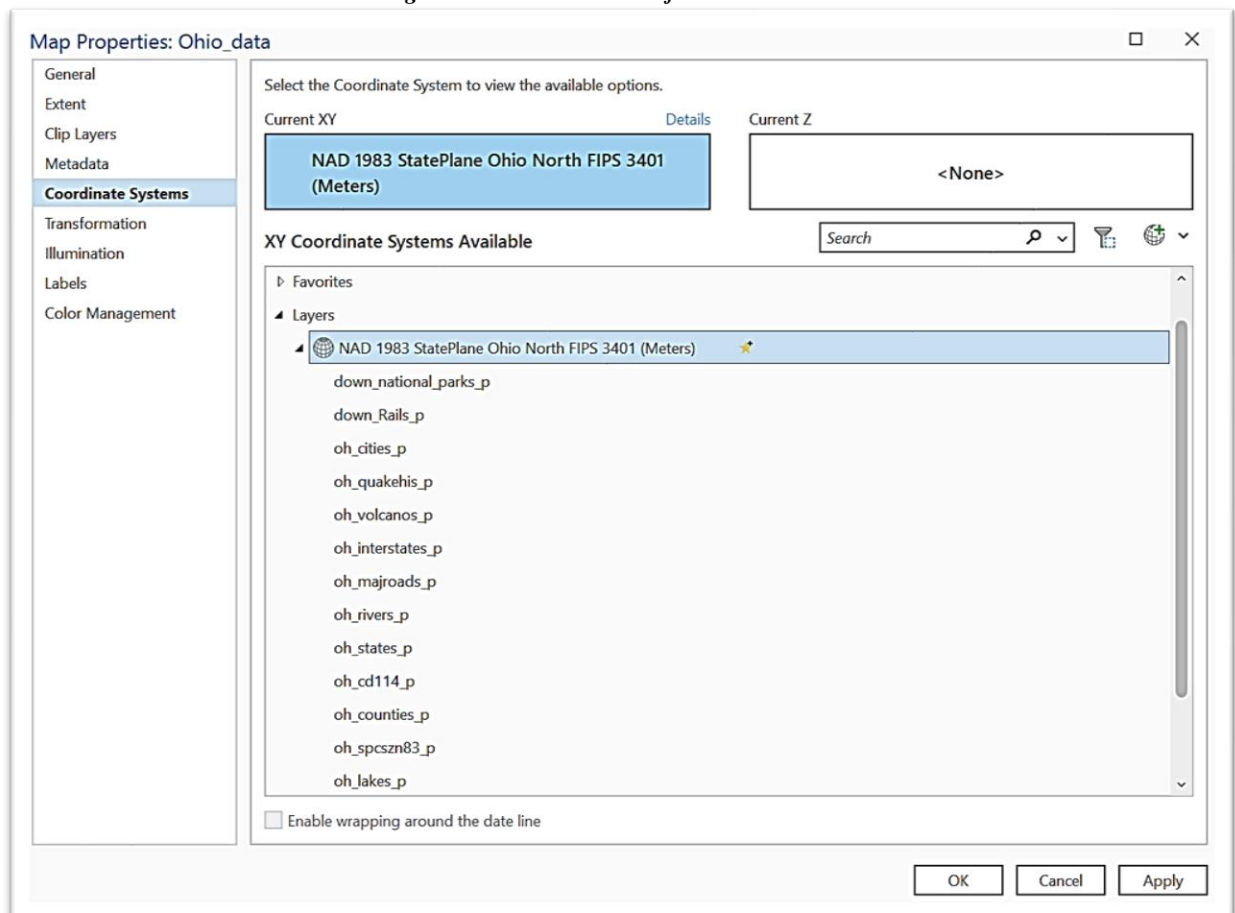 Map Properties: Ohio_data
General
Extent
Clip Layers
Metadata
Coordinate Systems
Transformation
Illumination
Labels
Color Management
Select the Coordinate System to view the available options.
Current XY
Details
Current Z
NAD 1983 StatePlane Ohio North FIPS 3401
(Meters)
<None>
XY Coordinate Systems Available
Search
Favorites
Layers
NAD 1983 StatePlane Ohio North FIPS 3401 (Meters)
down_national_parks_p
down_Rails_p
oh_cities_p
oh_quakehis_p
oh_volcanos_p
oh_interstates_p
oh_majroads_p
oh_rivers_p
oh_states_p
oh_cd114_p
oh_counties_p
oh_spcszn83_p
oh_lakes_p
Enable wrapping around the date line
OK
Cancel
Apply